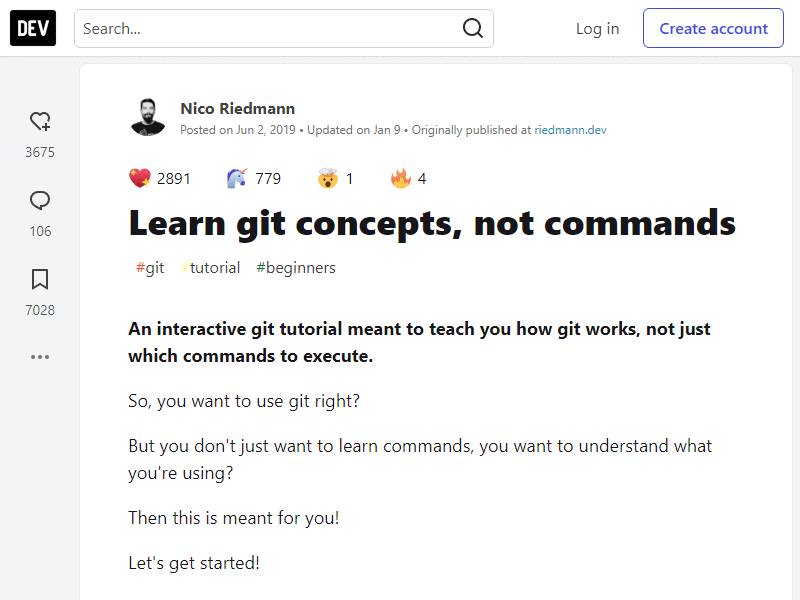 DEV
Search...
Log in
Create account
Nico Riedmann
Posted on Jun 2, 2019 • Updated on Jan 9 • Originally published at riedmann.dev
3675
2891 779 1 4
Learn git concepts, not commands
106
#git #tutorial #beginners
7028
An interactive git tutorial meant to teach you how git works, not just
which commands to execute.
So, you want to use git right?
But you don't just want to learn commands, you want to understand what
you're using?
Then this is meant for you!
Let's get started!